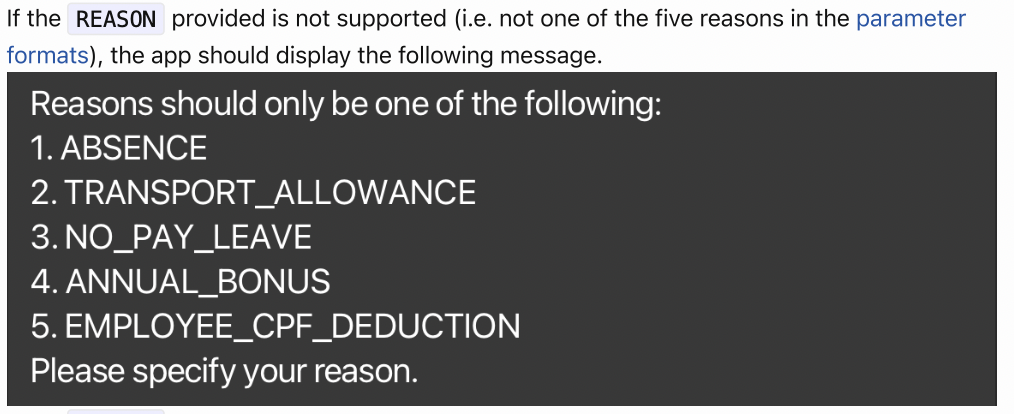 If the REASON provided is not supported (i.e. not one of the five reasons in the parameter
formats), the app should display the following message.
Reasons should only be one of the following:
1. ABSENCE
2. TRANSPORT_ALLOWANCE
3. NO_PAY_LEAVE
4. ANNUAL_BONUS
5. EMPLOYEE_CPF_DEDUCTION
Please specify your reason.